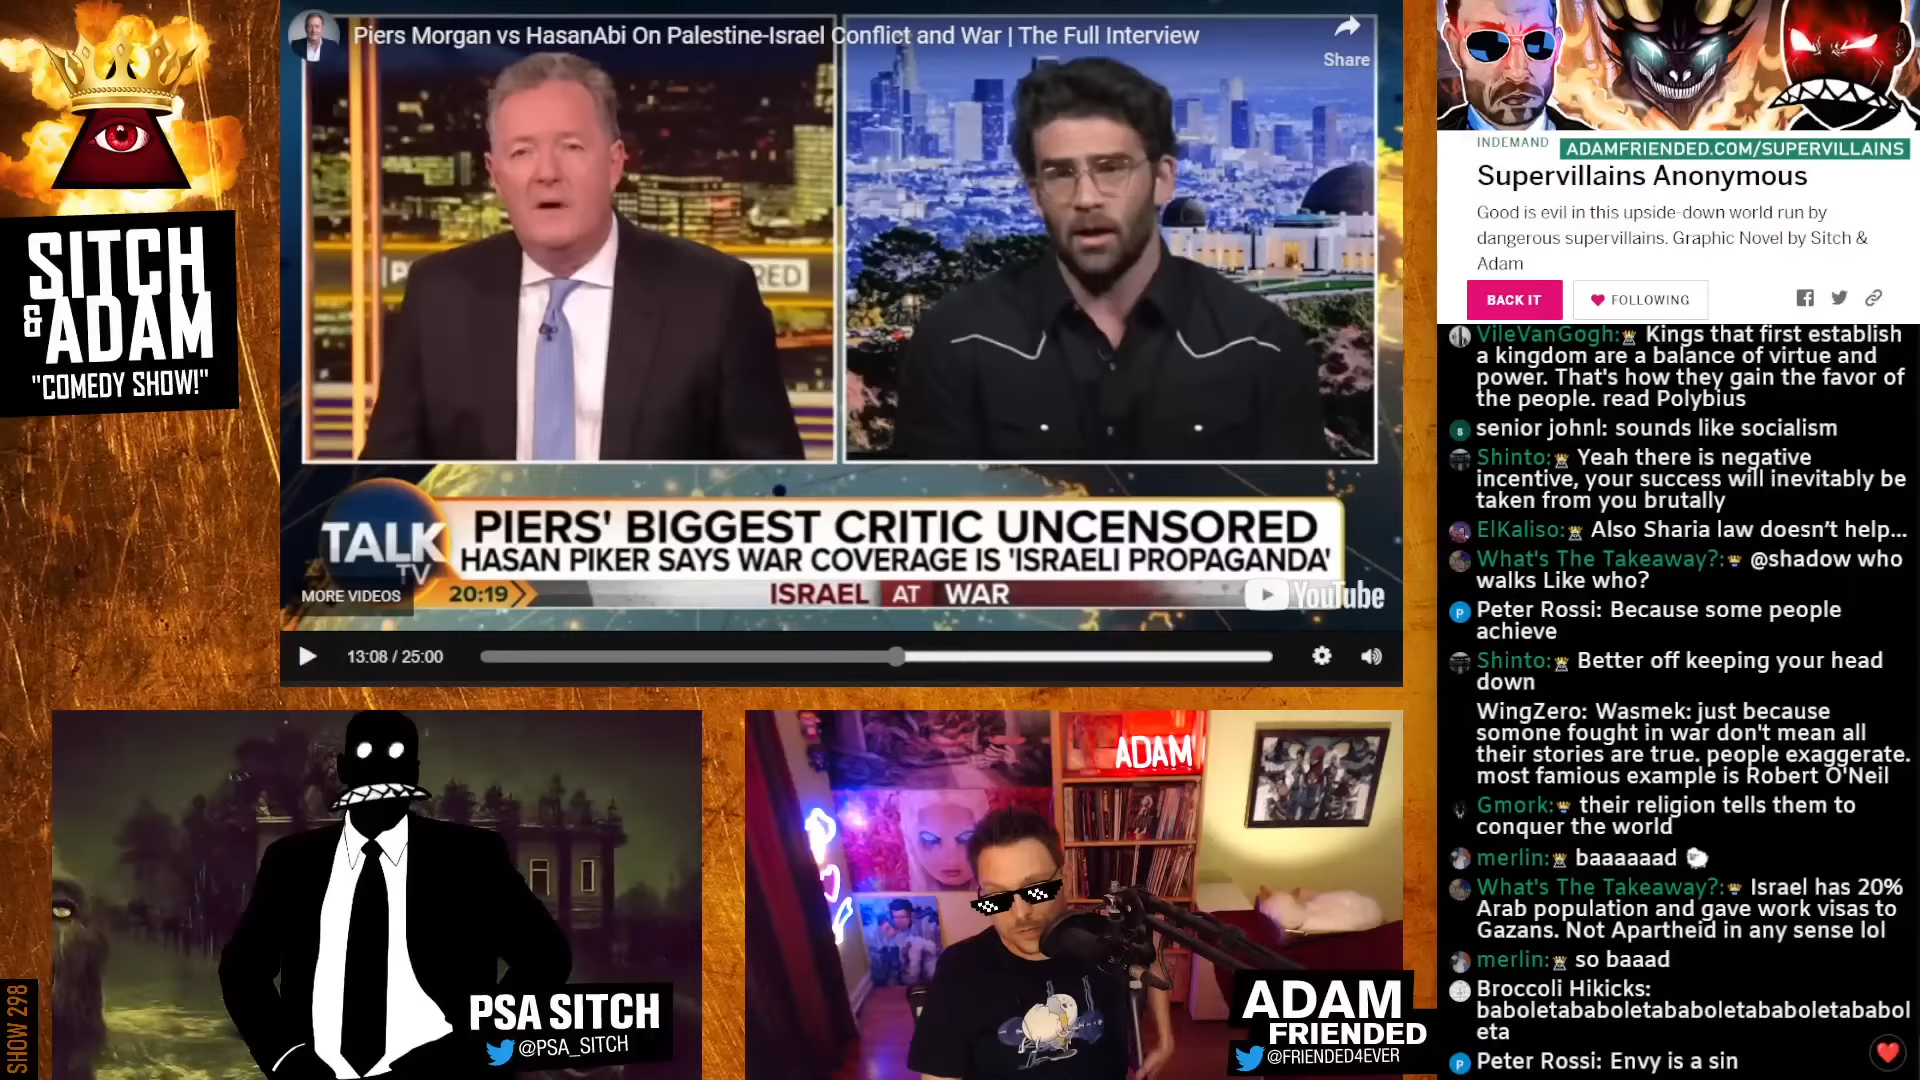 SITCH
& ADAM
"COMEDY SHOW!"
SHOW 298
Piers Morgan vs HasanAbi On Palestine-Israel Conflict and War | The Full Interview
Share
RED
TALK
TV
PIERS' BIGGEST CRITIC UNCENSORED
HASAN PIKER SAYS WAR COVERAGE IS 'ISRAELI PROPAGANDA'
MORE VIDEOS
20:19
ISRAEL AT WAR
YouTube
13:08 / 25:00
PSA SITCH
@PSA_SITCH
ADAM
ADAM
FRIENDED
@FRIENDED4EVER
INDEMAND
ADAMFRIENDED.COM/SUPERVILLAINS
Supervillains Anonymous
Good is evil in this upside-down world run by
dangerous supervillains. Graphic Novel by Sitch &
Adam
BACK IT
FOLLOWING
VileVanGogh: Kings that first establish
a kingdom are a balance of virtue and
power. That's how they gain the favor of
the people. read Polybius
senior johnl: sounds like socialism
Shinto: Yeah there is negative
incentive, your success will inevitably be
taken from you brutally
ElKaliso: Also Sharia law doesn't help...
What's The Takeaway?: @shadow who
walks Like who?
Peter Rossi: Because some people
achieve
Shinto: Better off keeping your head
down
WingZero: Wasmek: just because
somone fought in war don't mean all
their stories are true. people exaggerate.
most famious example is Robert O'Neil
Gmork: their religion tells them to
conquer the world
merlin: baaaaaad
What's The Takeaway?: Israel has 20%
Arab population and gave work visas to
Gazans. Not Apartheid in any sense lol
merlin: so baaad
Broccoli Hikicks:
baboletababoletababoletababoletababol
eta
Peter Rossi: Envy is a sin